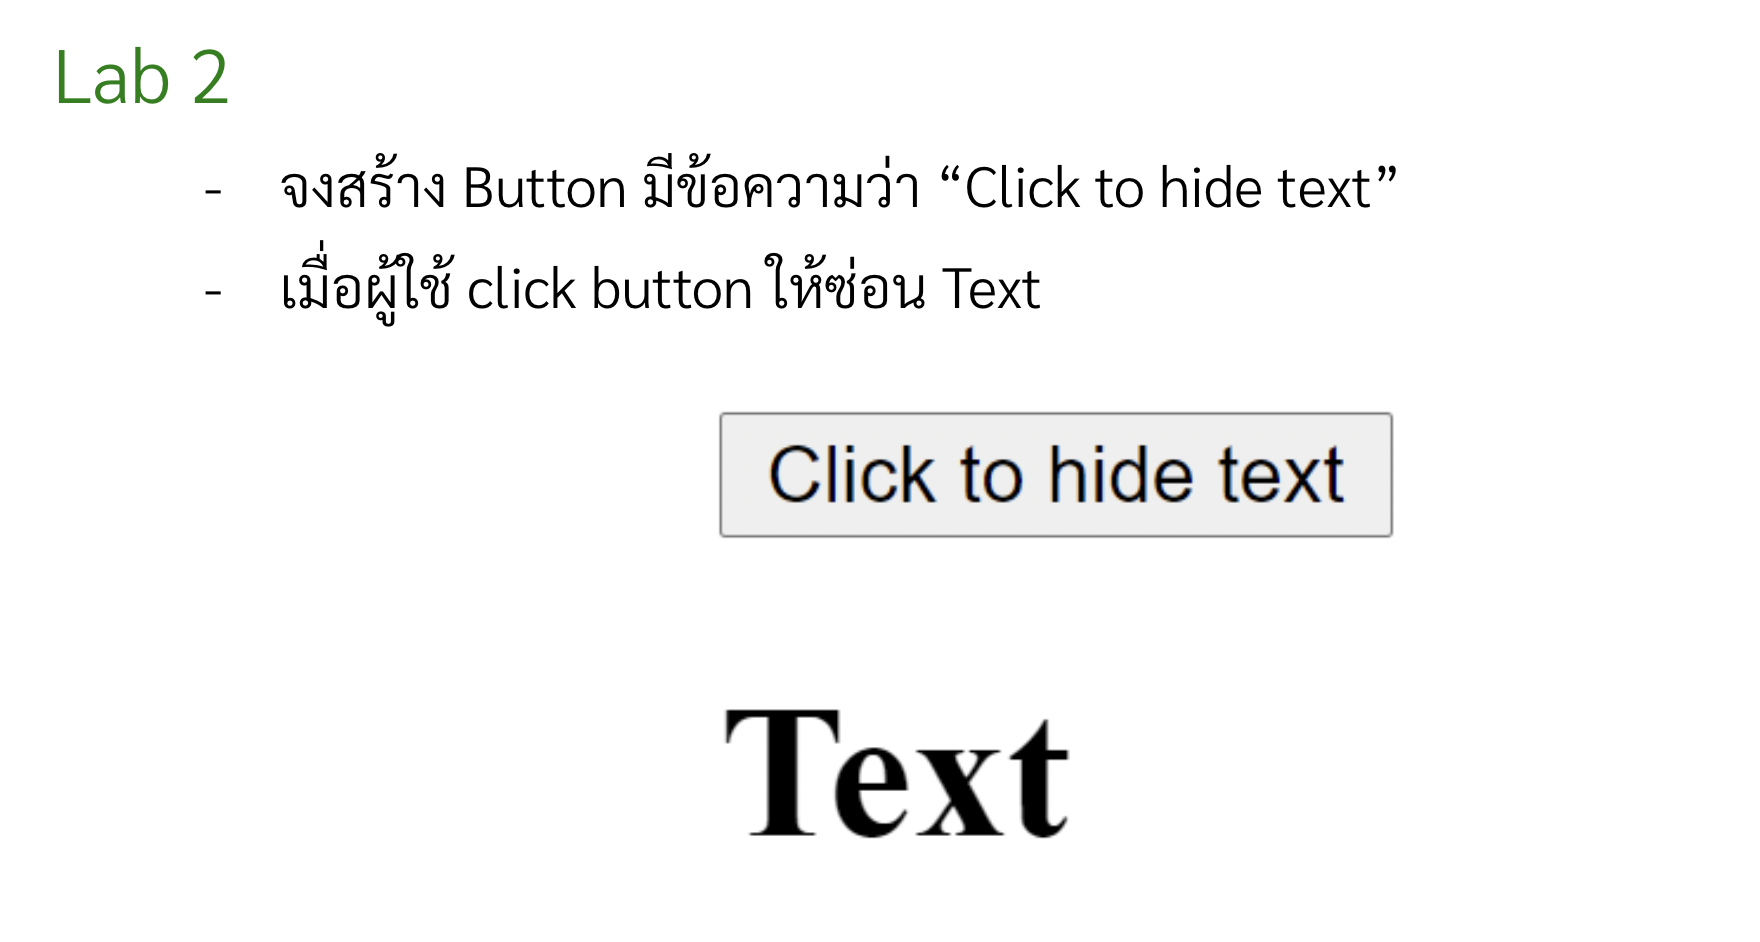 Lab 2
- จงสร้าง Button มีข้อความว่า “Click to hide text”
- เมื่อผู้ใช้ click button ให้ซ่อน Text
Click to hide text
Text